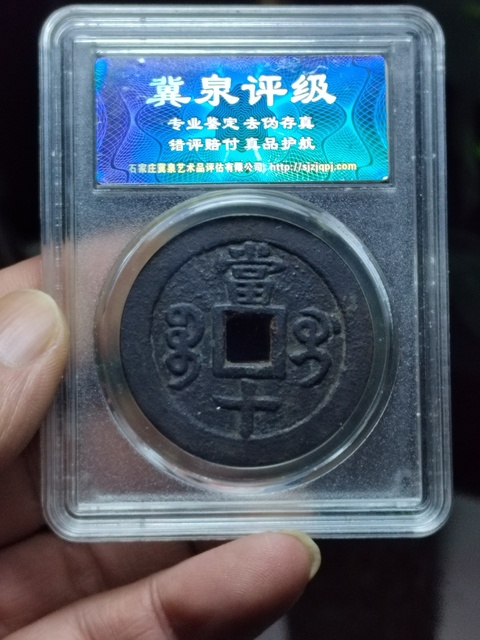 冀泉评级
专业鉴定 去伪存真
错评赔付 真品护航
石家庄冀泉艺术品评估有限公司 http://sjzjqpj.com
當
十